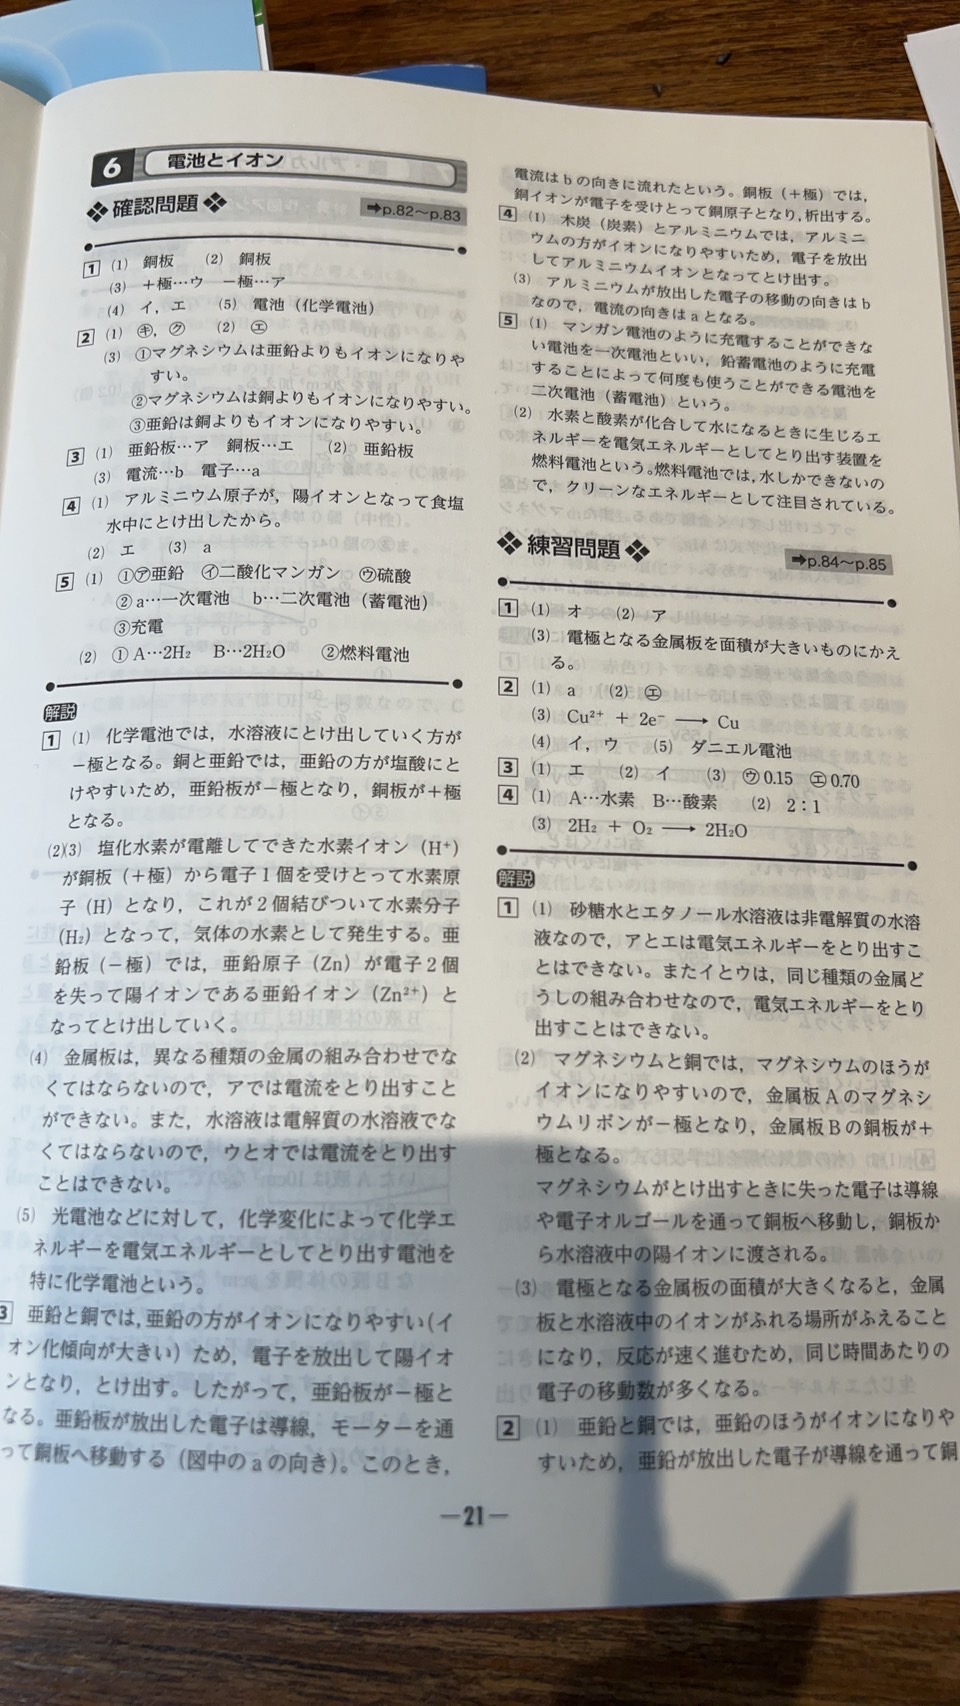 6 電池とイオン
❖確認問題❖ ➡p.82〜p.83
1 (1) 銅板 (2) 銅板
(3) +極…ウ −極…ア
(4) イ，エ (5) 電池（化学電池）
2 (1) ㋖，㋗ (2) ㋓
(3) ①マグネシウムは亜鉛よりもイオンになりや
すい。
②マグネシウムは銅よりもイオンになりやすい。
③亜鉛は銅よりもイオンになりやすい。
3 (1) 亜鉛板…ア 銅板…エ (2) 亜鉛板
(3) 電流…b 電子…a
4 (1) アルミニウム原子が，陽イオンとなって食塩
水中にとけ出したから。
(2) エ (3) a
5 (1) ①㋐亜鉛 ㋑二酸化マンガン ㋒硫酸
②a…一次電池 b…二次電池（蓄電池）
③充電
(2) ①A…2H₂ B…2H₂O ②燃料電池
解説
1 (1) 化学電池では，水溶液にとけ出していく方が
−極となる。銅と亜鉛では，亜鉛の方が塩酸にと
けやすいため，亜鉛板が−極となり，銅板が+極
となる。
(2)(3) 塩化水素が電離してできた水素イオン（H⁺）
が銅板（+極）から電子1個を受けとって水素原
子（H）となり，これが2個結びついて水素分子
（H₂）となって，気体の水素として発生する。亜
鉛板（−極）では，亜鉛原子（Zn）が電子2個
を失って陽イオンである亜鉛イオン（Zn²⁺）と
なってとけ出していく。
(4) 金属板は，異なる種類の金属の組み合わせでな
くてはならないので，アでは電流をとり出すこと
ができない。また，水溶液は電解質の水溶液でな
くてはならないので，ウとオでは電流をとり出す
ことはできない。
(5) 光電池などに対して，化学変化によって化学エ
ネルギーを電気エネルギーとしてとり出す電池を
特に化学電池という。
3 亜鉛と銅では，亜鉛の方がイオンになりやすい（イ
オン化傾向が大きい）ため，電子を放出して陽イオ
ンとなり，とけ出す。したがって，亜鉛板が−極と
なる。亜鉛板が放出した電子は導線，モーターを通
って銅板へ移動する（図中のaの向き）。このとき，
電流はbの向きに流れたという。銅板（+極）では，
銅イオンが電子を受けとって銅原子となり，析出する。
4 (1) 木炭（炭素）とアルミニウムでは，アルミニ
ウムの方がイオンになりやすいため，電子を放出
してアルミニウムイオンとなってとけ出す。
(3) アルミニウムが放出した電子の移動の向きはb
なので，電流の向きはaとなる。
5 (1) マンガン電池のように充電することができな
い電池を一次電池といい，鉛蓄電池のように充電
することによって何度も使うことができる電池を
二次電池（蓄電池）という。
(2) 水素と酸素が化合して水になるときに生じるエ
ネルギーを電気エネルギーとしてとり出す装置を
燃料電池という。燃料電池では，水しかできないの
で，クリーンなエネルギーとして注目されている。
❖練習問題❖ ➡p.84〜p.85
1 (1) オ (2) ア
(3) 電極となる金属板を面積が大きいものにかえ
る。
2 (1) a (2) ㋓
(3) Cu²⁺ + 2e⁻ ⟶ Cu
(4) イ，ウ (5) ダニエル電池
3 (1) エ (2) イ (3) ㋒0.15 ㋓0.70
4 (1) A…水素 B…酸素 (2) 2：1
(3) 2H₂ + O₂ ⟶ 2H₂O
解説
1 (1) 砂糖水とエタノール水溶液は非電解質の水溶
液なので，アとエは電気エネルギーをとり出すこ
とはできない。またイとウは，同じ種類の金属ど
うしの組み合わせなので，電気エネルギーをとり
出すことはできない。
(2) マグネシウムと銅では，マグネシウムのほうが
イオンになりやすいので，金属板Aのマグネシ
ウムリボンが−極となり，金属板Bの銅板が+
極となる。
マグネシウムがとけ出すときに失った電子は導線
や電子オルゴールを通って銅板へ移動し，銅板か
ら水溶液中の陽イオンに渡される。
(3) 電極となる金属板の面積が大きくなると，金属
板と水溶液中のイオンがふれる場所がふえること
になり，反応が速く進むため，同じ時間あたりの
電子の移動数が多くなる。
2 (1) 亜鉛と銅では，亜鉛のほうがイオンになりや
すいため，亜鉛が放出した電子が導線を通って銅
—21—